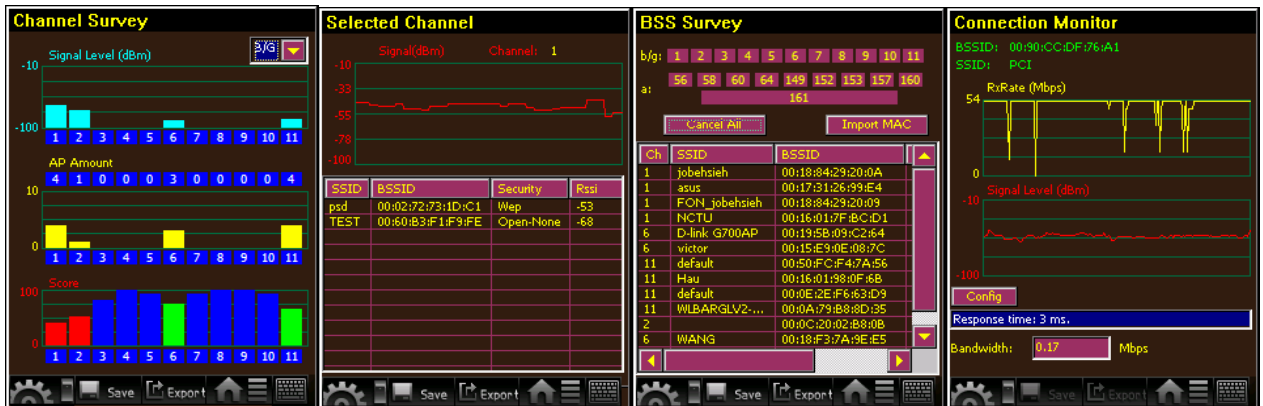 Channel Survey
Signal Level (dBm)
B/G
-10
-100
1 2 3 4 5 6 7 8 9 10 11
AP Amount
4 1 0 0 0 3 0 0 0 0 4
10
0
1 2 3 4 5 6 7 8 9 10 11
Score
100
0
1 2 3 4 5 6 7 8 9 10 11
Save Export
Selected Channel
Signal(dBm) Channel: 1
-10
-33
-55
-78
-100
SSID BSSID Security Rssi
psd 00:02:72:73:1D:C1 Wep -53
TEST 00:60:B3:F1:F9:FE Open-None -68
Save Export
BSS Survey
b/g: 1 2 3 4 5 6 7 8 9 10 11
a: 56 58 60 64 149 152 153 157 160
161
Cancel All Import MAC
Ch SSID BSSID
1 jobehsieh 00:18:84:29:20:0A
1 asus 00:17:31:26:99:E4
1 FON_jobehsieh 00:18:84:29:20:09
1 NCTU 00:16:01:7F:BC:D1
6 D-link G700AP 00:19:5B:09:C2:64
6 victor 00:15:E9:0E:08:7C
11 default 00:50:FC:F4:7A:56
11 Hau 00:16:01:98:0F:6B
11 default 00:0E:2E:F6:63:D9
11 WLBARGLV2-... 00:0A:79:B8:8D:35
2 00:0C:20:02:B8:0B
6 WANG 00:18:F3:7A:9E:E5
Save Export
Connection Monitor
BSSID: 00:90:CC:DF:76:A1
SSID: PCI
RxRate (Mbps)
54
0
Signal Level (dBm)
-10
-100
Config
Response time: 3 ms.
Bandwidth: 0.17 Mbps
Save Export